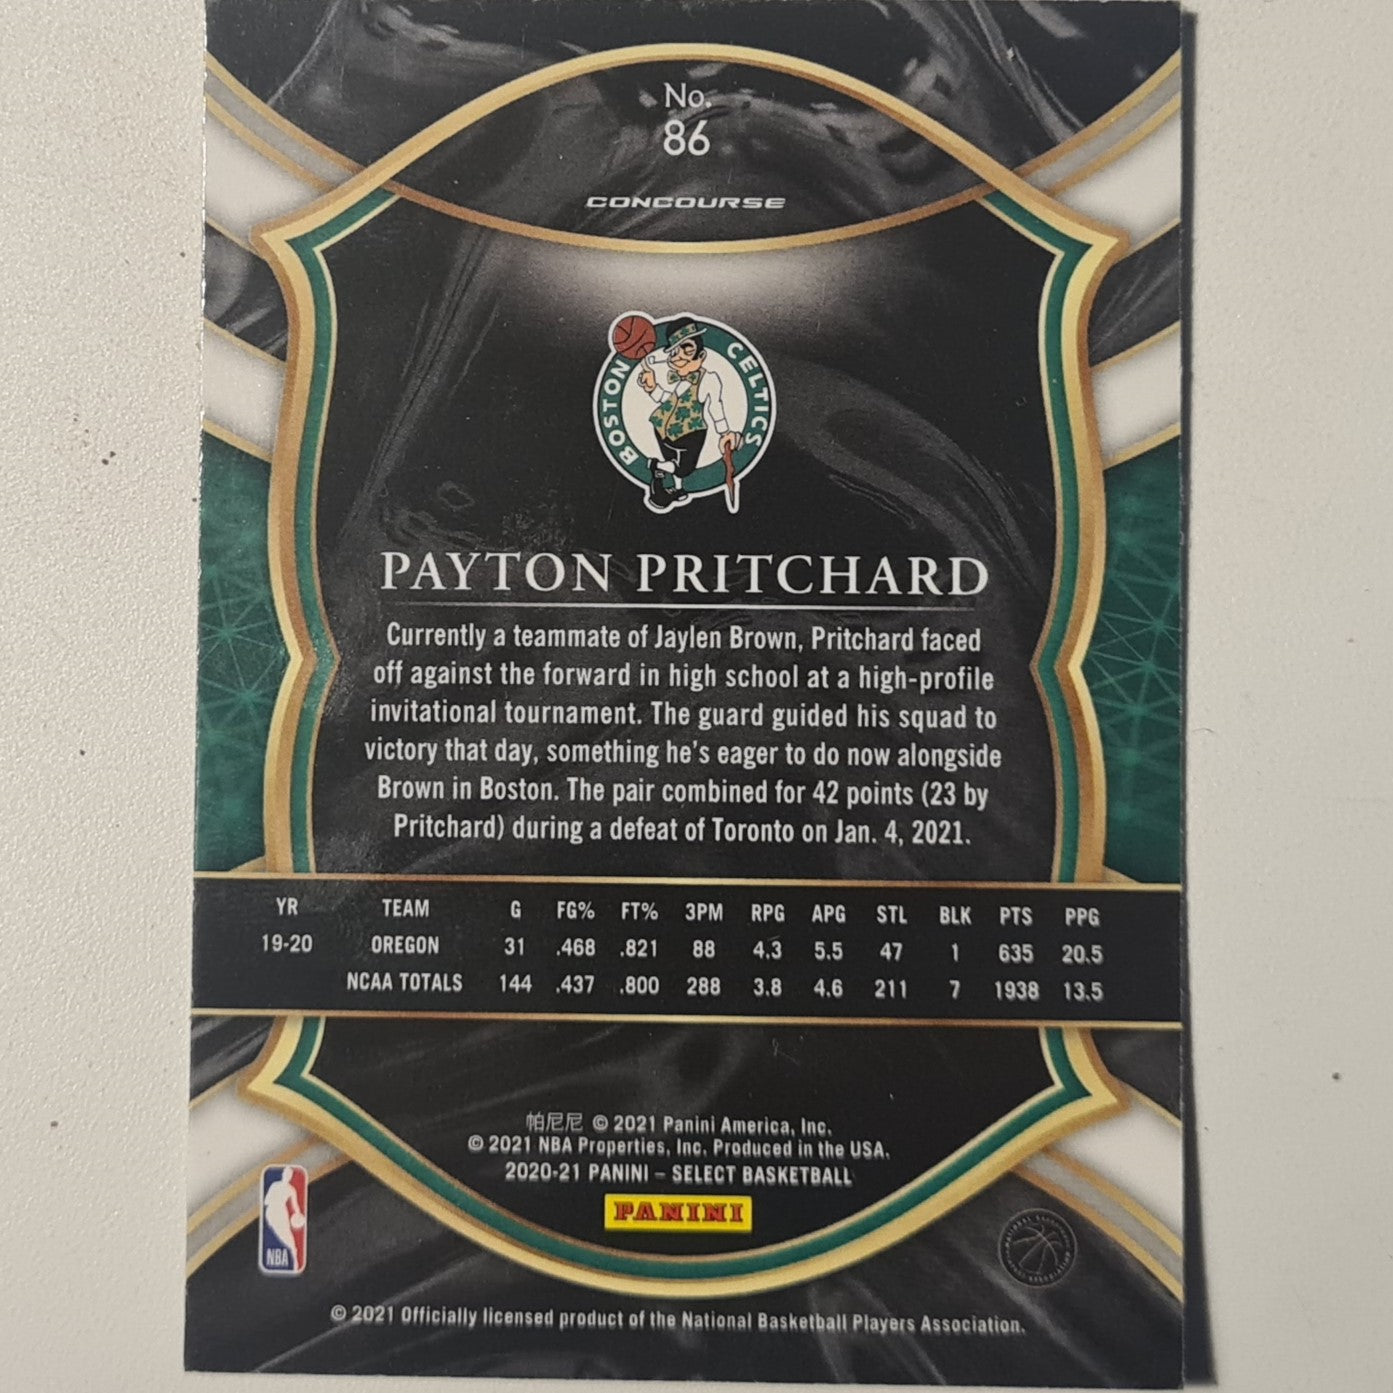 No.
86
CONCOURSE
BOSTON CELTICS
PAYTON PRITCHARD
Currently a teammate of Jaylen Brown, Pritchard faced
off against the forward in high school at a high-profile
invitational tournament. The guard guided his squad to
victory that day, something he's eager to do now alongside
Brown in Boston. The pair combined for 42 points (23 by
Pritchard) during a defeat of Toronto on Jan. 4, 2021.
YR TEAM G FG% FT% 3PM RPG APG STL BLK PTS PPG
19-20 OREGON 31 .468 .821 88 4.3 5.5 47 1 635 20.5
NCAA TOTALS 144 .437 .800 288 3.8 4.6 211 7 1938 13.5
帕尼尼 © 2021 Panini America, Inc.
© 2021 NBA Properties, Inc. Produced in the USA.
2020-21 PANINI – SELECT BASKETBALL
PANINI
NBA
© 2021 Officially licensed product of the National Basketball Players Association.